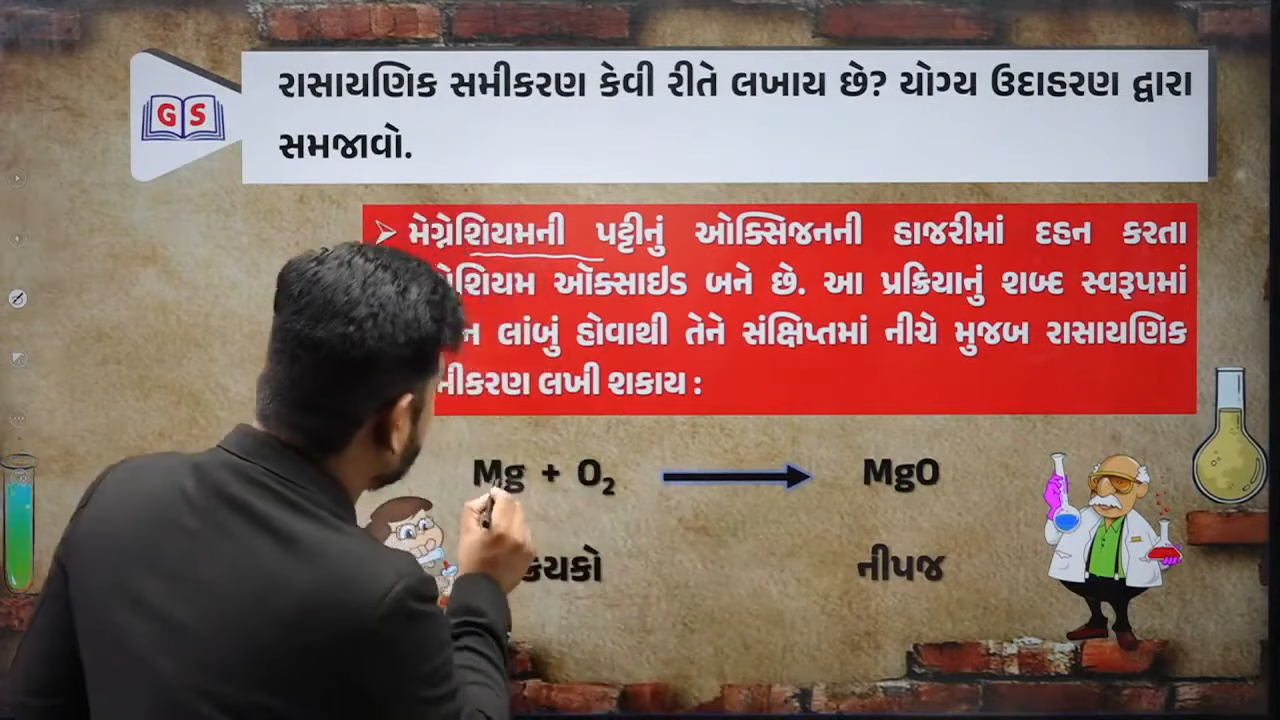 રાસાયણિક સમીકરણ કેવી રીતે લખાય છે? યોગ્ય ઉદાહરણ દ્વારા
સમજાવો.
GS
➢ મેગ્નેશિયમની પટ્ટીનું ઓક્સિજનની હાજરીમાં દહન કરતા
શિયમ ઑક્સાઇડ બને છે. આ પ્રક્રિયાનું શબ્દ સ્વરૂપમાં
લાંબું હોવાથી તેને સંક્ષિપ્તમાં નીચે મુજબ રાસાયણિક
મીકરણ લખી શકાય :
Mg + O₂ → MgO
કયકો નીપજ